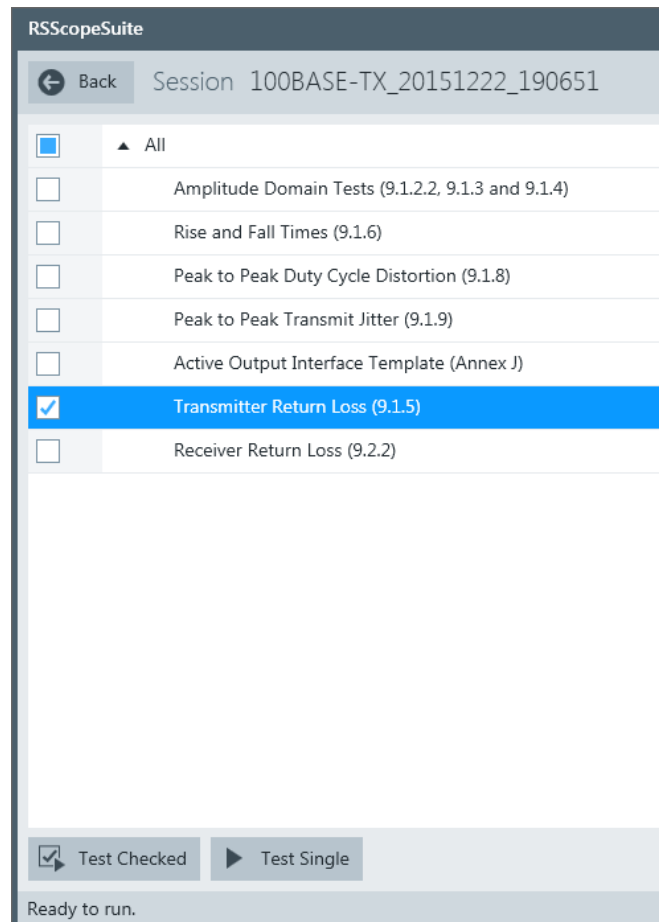 RSScopeSuite
Back Session 100BASE-TX_20151222_190651
All
Amplitude Domain Tests (9.1.2.2, 9.1.3 and 9.1.4)
Rise and Fall Times (9.1.6)
Peak to Peak Duty Cycle Distortion (9.1.8)
Peak to Peak Transmit Jitter (9.1.9)
Active Output Interface Template (Annex J)
Transmitter Return Loss (9.1.5)
Receiver Return Loss (9.2.2)
Test Checked Test Single
Ready to run.